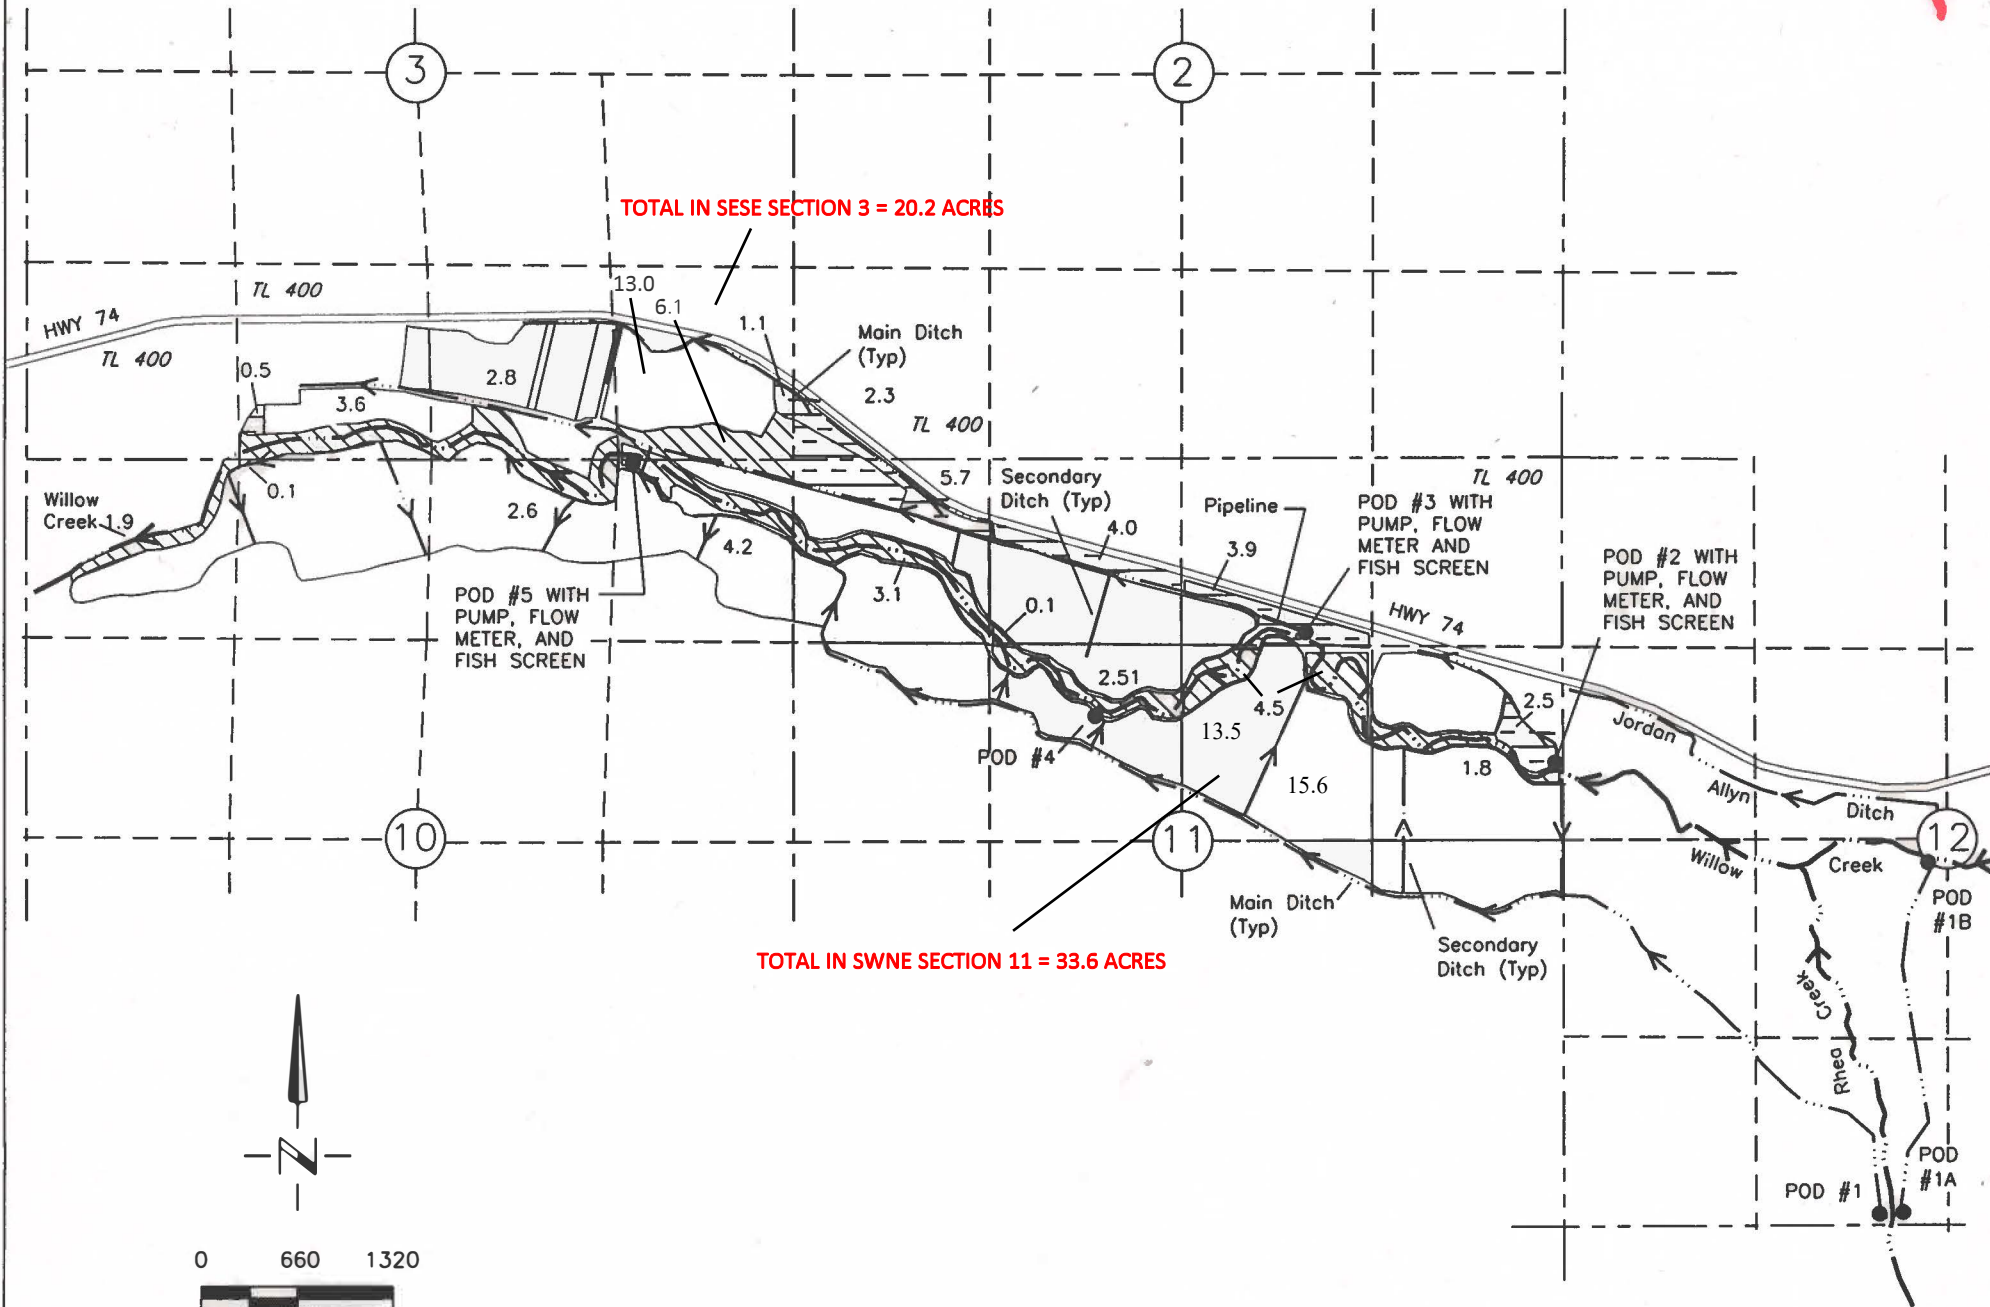 3
2
TOTAL IN SESE SECTION 3 = 20.2 ACRES
TL 400
13.0
6.1
1.1
HWY 74
Main Ditch
(Typ)
TL 400
0.5
2.8
2.3
3.6
TL 400
5.7
Secondary
Ditch (Typ)
TL 400
Willow
Creek
1.9
0.1
2.6
4.2
4.0
Pipeline
3.9
POD #3 WITH
PUMP, FLOW
METER AND
FISH SCREEN
POD #2 WITH
PUMP, FLOW
METER, AND
FISH SCREEN
POD #5 WITH
PUMP, FLOW
METER, AND
FISH SCREEN
3.1
0.1
HWY 74
2.51
4.5
2.5
13.5
POD #4
15.6
1.8
Jordan
Allyn
Ditch
10
11
12
Willow
Creek
Main Ditch
(Typ)
POD
#1B
Secondary
Ditch (Typ)
TOTAL IN SWNE SECTION 11 = 33.6 ACRES
Creek
Rhea
POD
#1A
POD #1
N
0 660 1320